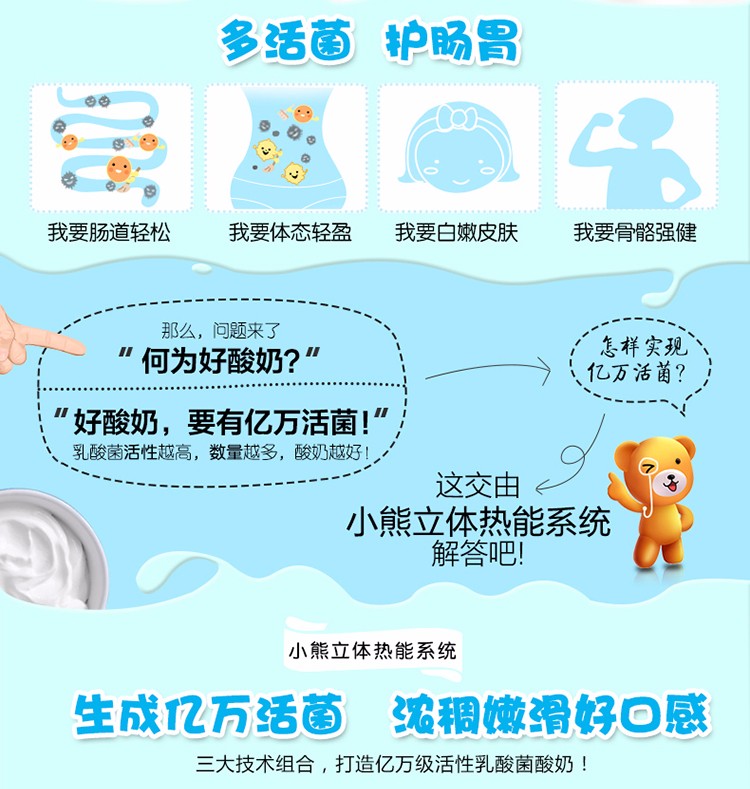 多活菌 护肠胃
我要肠道轻松 我要体态轻盈 我要白嫩皮肤 我要骨骼强健
那么，问题来了
"何为好酸奶？"
"好酸奶，要有亿万活菌！"
乳酸菌活性越高，数量越多，酸奶越好！
怎样实现
亿万活菌？
这交由
小熊立体热能系统
解答吧！
小熊立体热能系统
生成亿万活菌 浓稠嫩滑好口感
三大技术组合，打造亿万级活性乳酸菌酸奶！